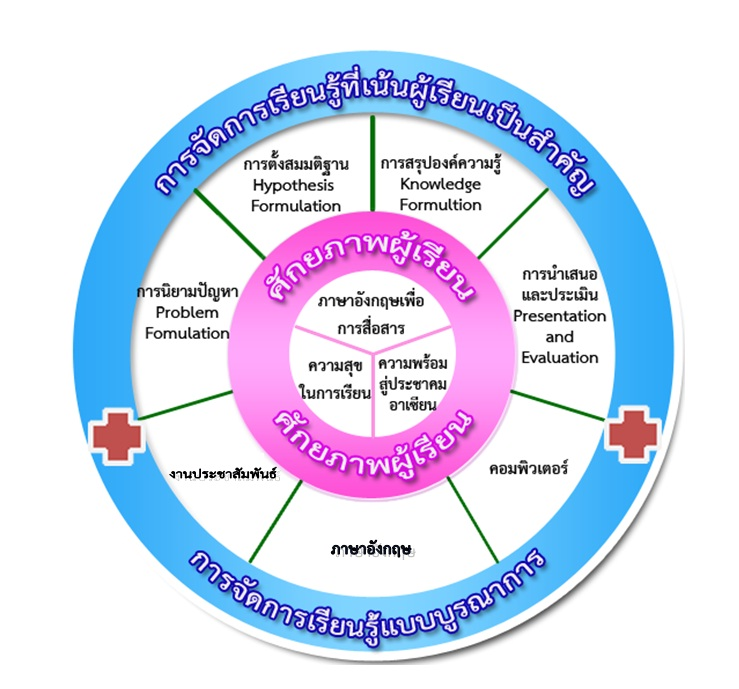 การจัดการเรียนรู้ที่เน้นผู้เรียนเป็นสำคัญ
การตั้งสมมติฐาน
Hypothesis
Formulation
การสรุปองค์ความรู้
Knowledge
Formultion
การนิยามปัญหา
Problem
Fomulation
การนำเสนอ
และประเมิน
Presentation
and
Evaluation
ศักยภาพผู้เรียน
ภาษาอังกฤษเพื่อ
การสื่อสาร
ความสุข
ในการเรียน
ความพร้อม
สู่ประชาคม
อาเซียน
ศักยภาพผู้เรียน
งานประชาสัมพันธ์
ภาษาอังกฤษ
คอมพิวเตอร์
การจัดการเรียนรู้แบบบูรณาการ